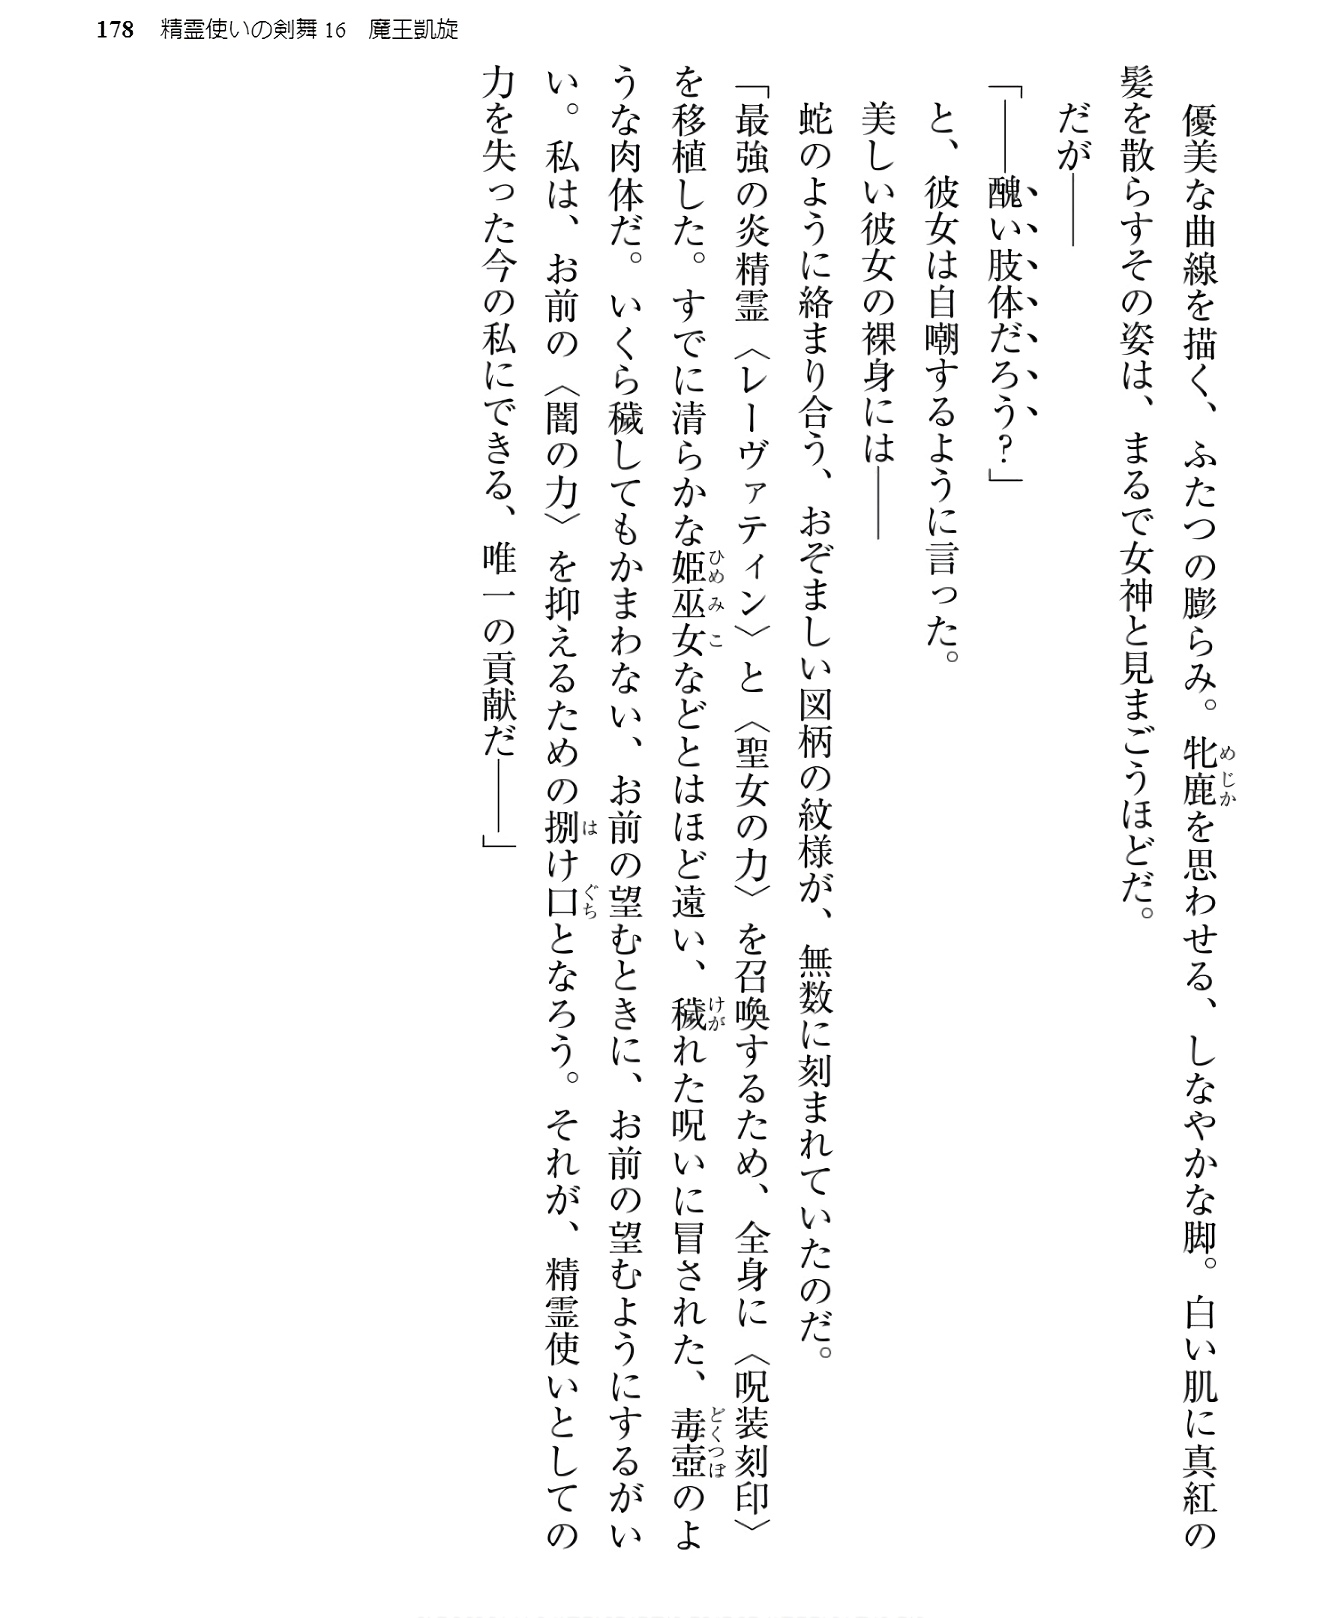 178 精霊使いの剣舞 16 魔王凱旋
優美な曲線を描く、ふたつの膨らみ。牝鹿を思わせる、しなやかな脚。白い肌に真紅の
髪を散らすその姿は、まるで女神と見まごうほどだ。
だが――
「――醜い肢体だろう?」
と、彼女は自嘲するように言った。
美しい彼女の裸身には――
蛇のように絡まり合う、おぞましい図柄の紋様が、無数に刻まれていたのだ。
「最強の炎精霊〈レーヴァティン〉と〈聖女の力〉を召喚するため、全身に〈呪装刻印〉
を移植した。すでに清らかな姫巫女などとはほど遠い、穢れた呪いに冒された、毒壺のよ
うな肉体だ。いくら穢してもかまわない、お前の望むときに、お前の望むようにするがい
い。私は、お前の〈闇の力〉を抑えるための捌け口となろう。それが、精霊使いとしての
力を失った今の私にできる、唯一の貢献だ――」